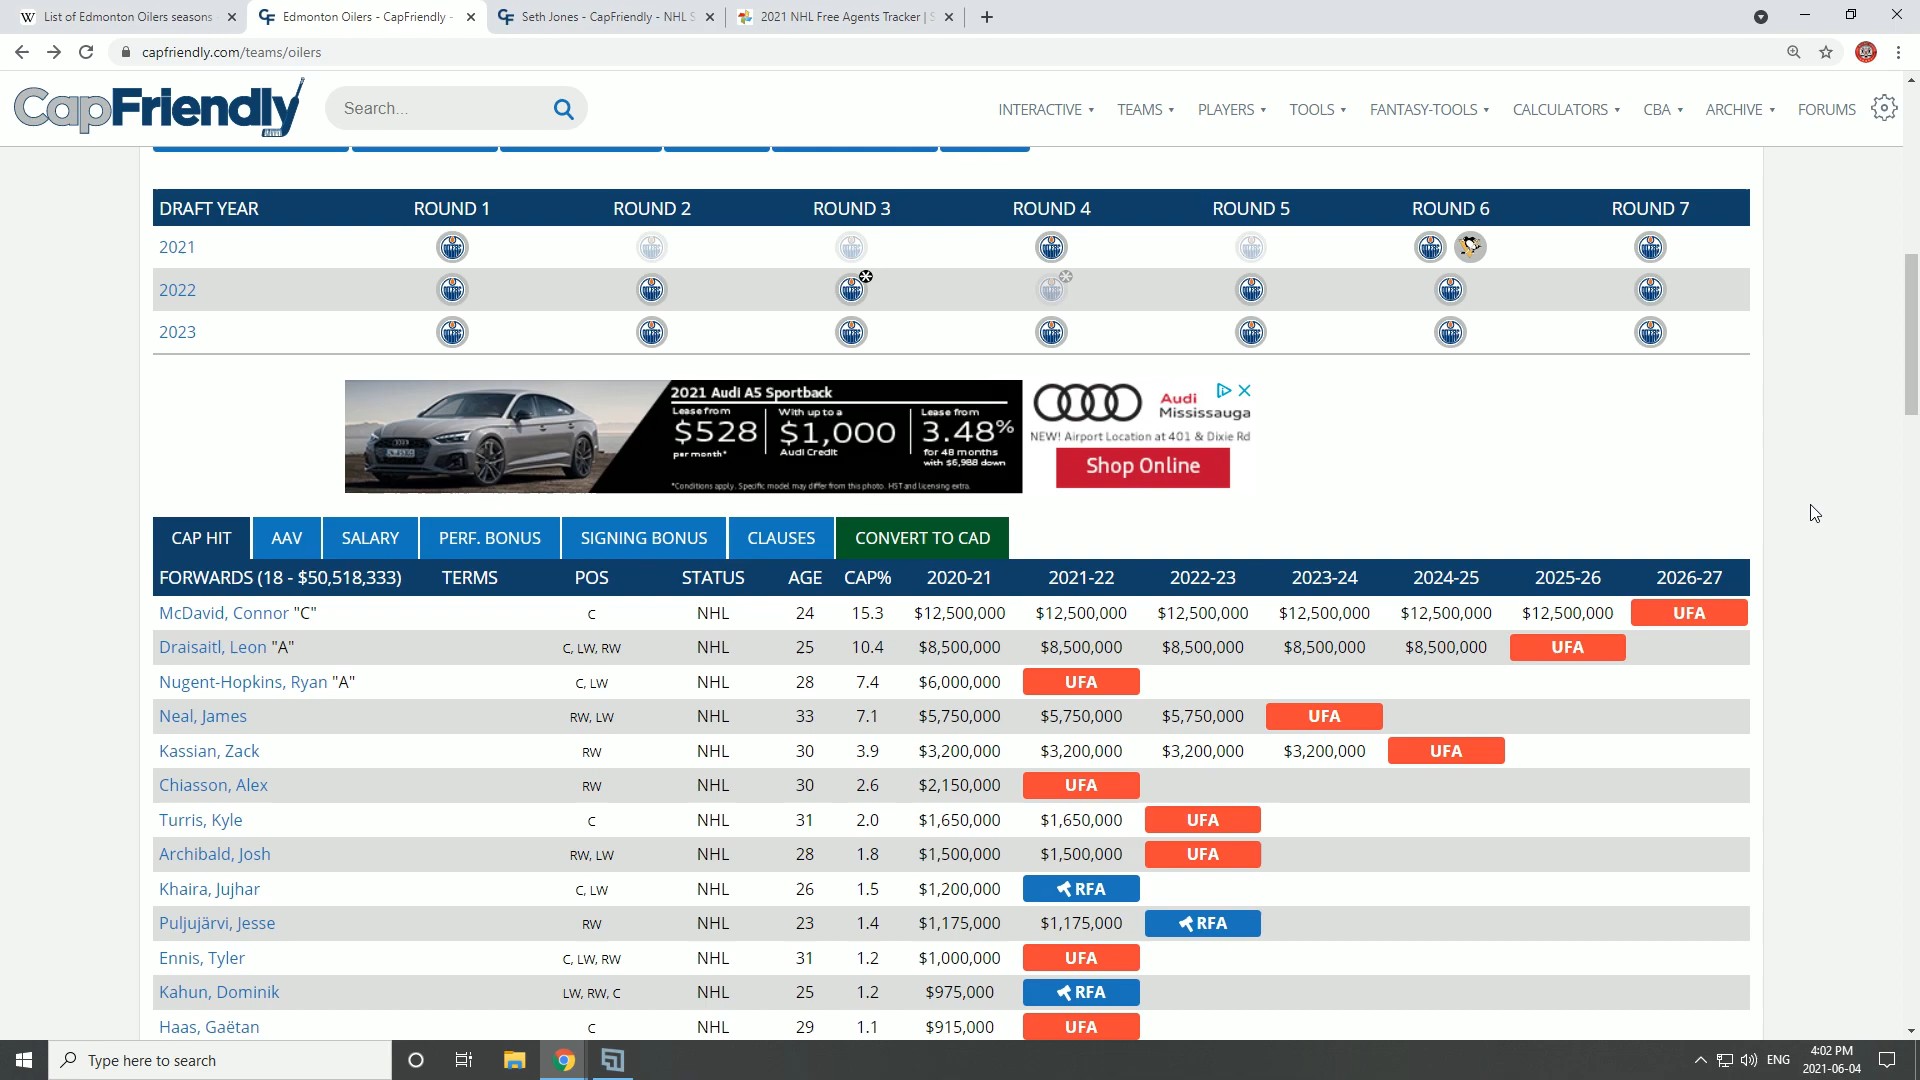 List of Edmonton Oilers seasons
Edmonton Oilers - CapFriendly -
Seth Jones - CapFriendly - NHL S
2021 NHL Free Agents Tracker | S
capfriendly.com/teams/oilers
CapFriendly
Search...
INTERACTIVE TEAMS PLAYERS TOOLS FANTASY-TOOLS CALCULATORS CBA ARCHIVE FORUMS
DRAFT YEAR ROUND 1 ROUND 2 ROUND 3 ROUND 4 ROUND 5 ROUND 6 ROUND 7
2021
2022
2023
2021 Audi A5 Sportback
Lease from
$528
per month*
With up to a
$1,000
Audi Credit
Lease from
3.48%
for 48 months
with $5,988 down
*Conditions apply. Specific model may differ from this photo. HST and licensing extra.
Audi
Mississauga
NEW! Airport Location at 401 & Dixie Rd
Shop Online
CAP HIT AAV SALARY PERF. BONUS SIGNING BONUS CLAUSES CONVERT TO CAD
FORWARDS (18 - $50,518,333) TERMS POS STATUS AGE CAP% 2020-21 2021-22 2022-23 2023-24 2024-25 2025-26 2026-27
McDavid, Connor "C" C NHL 24 15.3 $12,500,000 $12,500,000 $12,500,000 $12,500,000 $12,500,000 $12,500,000 UFA
Draisaitl, Leon "A" C, LW, RW NHL 25 10.4 $8,500,000 $8,500,000 $8,500,000 $8,500,000 $8,500,000 UFA
Nugent-Hopkins, Ryan "A" C, LW NHL 28 7.4 $6,000,000 UFA
Neal, James RW, LW NHL 33 7.1 $5,750,000 $5,750,000 $5,750,000 UFA
Kassian, Zack RW NHL 30 3.9 $3,200,000 $3,200,000 $3,200,000 $3,200,000 UFA
Chiasson, Alex RW NHL 30 2.6 $2,150,000 UFA
Turris, Kyle C NHL 31 2.0 $1,650,000 $1,650,000 UFA
Archibald, Josh RW, LW NHL 28 1.8 $1,500,000 $1,500,000 UFA
Khaira, Jujhar C, LW NHL 26 1.5 $1,200,000 RFA
Puljujärvi, Jesse RW NHL 23 1.4 $1,175,000 $1,175,000 RFA
Ennis, Tyler C, LW, RW NHL 31 1.2 $1,000,000 UFA
Kahun, Dominik LW, RW, C NHL 25 1.2 $975,000 RFA
Haas, Gaëtan C NHL 29 1.1 $915,000 UFA
Type here to search
ENG
4:02 PM
2021-06-04